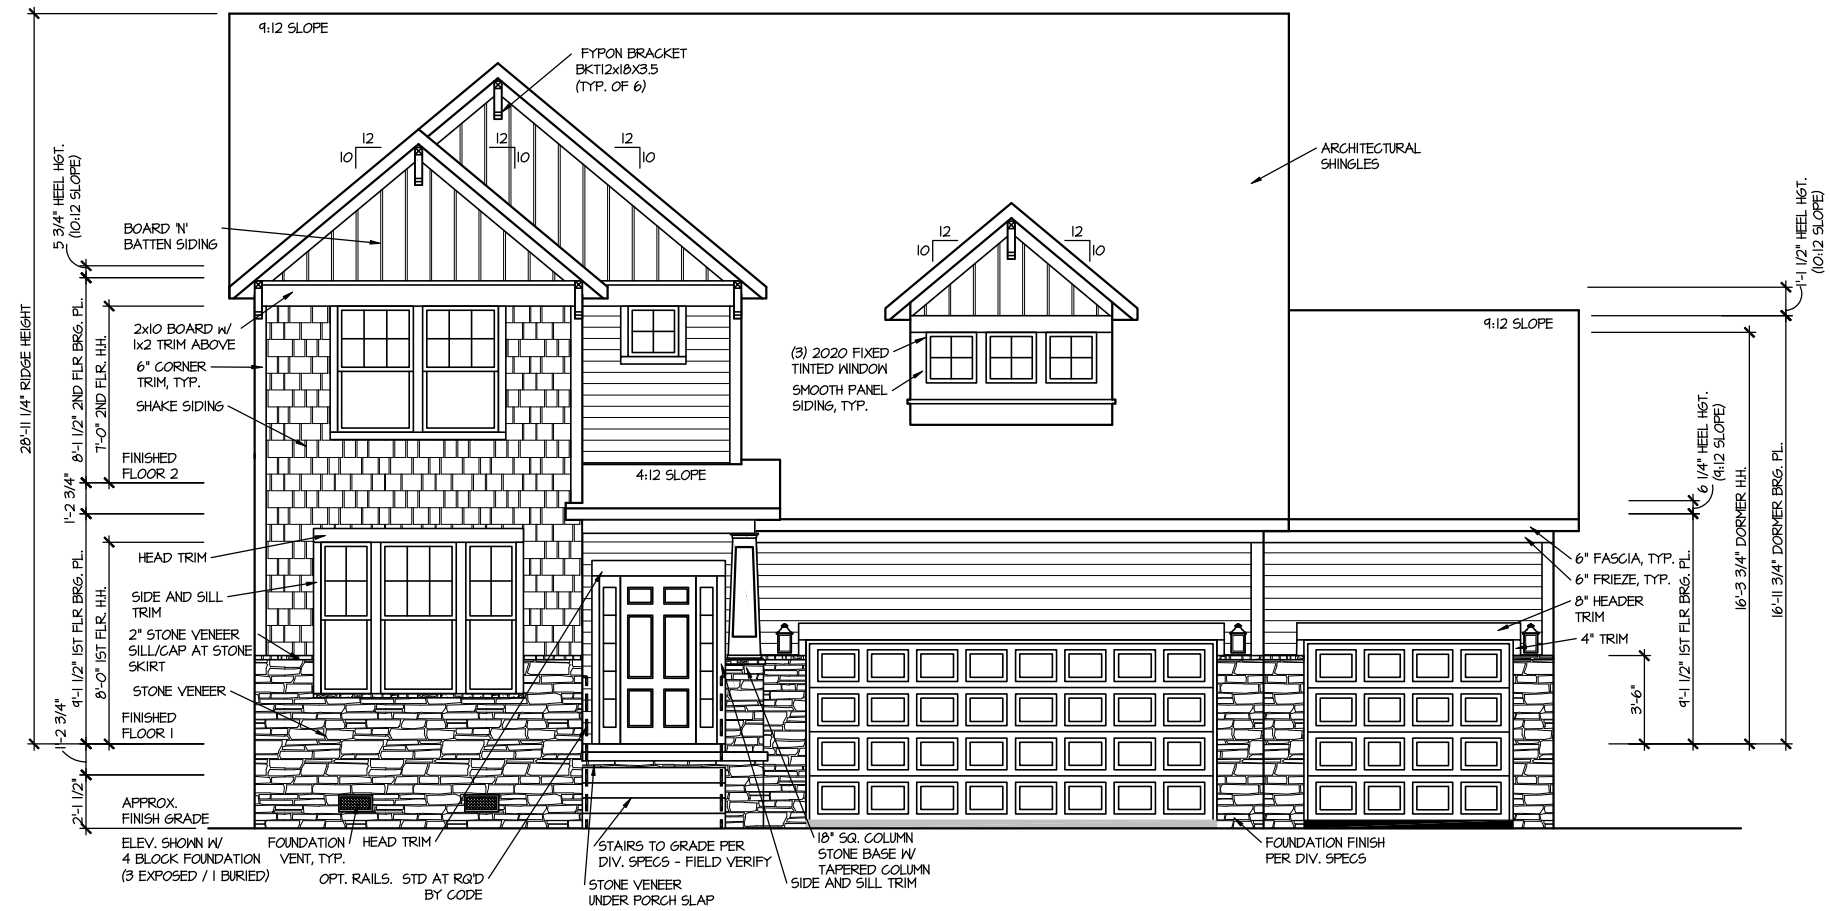 9:12 SLOPE
FYPON BRACKET
BKT12x18X3.5
(TYP. OF 6)
12
10
12
10
12
10
ARCHITECTURAL
SHINGLES
5 3/4" HEEL HGT.
(10:12 SLOPE)
BOARD 'N'
BATTEN SIDING
12
10
12
10
1'-1 1/2" HEEL HGT.
(10:12 SLOPE)
28'-11 1/4" RIDGE HEIGHT
8'-1 1/2" 2ND FLR BRG. PL.
7'-0" 2ND FLR. H.H.
2x10 BOARD W/
1x2 TRIM ABOVE
6" CORNER
TRIM, TYP.
SHAKE SIDING
FINISHED
FLOOR 2
1'-2 3/4"
(3) 2020 FIXED
TINTED WINDOW
SMOOTH PANEL
SIDING, TYP.
9:12 SLOPE
4:12 SLOPE
6 1/4" HEEL HGT.
(9:12 SLOPE)
16'-3 3/4" DORMER H.H.
16'-11 3/4" DORMER BRG. PL.
9'-1 1/2" 1ST FLR BRG. PL.
8'-0" 1ST FLR. H.H.
HEAD TRIM
SIDE AND SILL
TRIM
2" STONE VENEER
SILL/CAP AT STONE
SKIRT
STONE VENEER
FINISHED
FLOOR 1
1'-2 3/4"
6" FASCIA, TYP.
6" FRIEZE, TYP.
8" HEADER
TRIM
4" TRIM
3'-6"
9'-1 1/2" 1ST FLR BRG. PL.
2'-1 1/2"
APPROX.
FINISH GRADE
ELEV. SHOWN W/
4 BLOCK FOUNDATION
(3 EXPOSED / 1 BURIED)
FOUNDATION
VENT, TYP.
HEAD TRIM
OPT. RAILS. STD AT RQ'D
BY CODE
STAIRS TO GRADE PER
DIV. SPECS - FIELD VERIFY
STONE VENEER
UNDER PORCH SLAP
18" SQ. COLUMN
STONE BASE W/
TAPERED COLUMN
SIDE AND SILL TRIM
FOUNDATION FINISH
PER DIV. SPECS